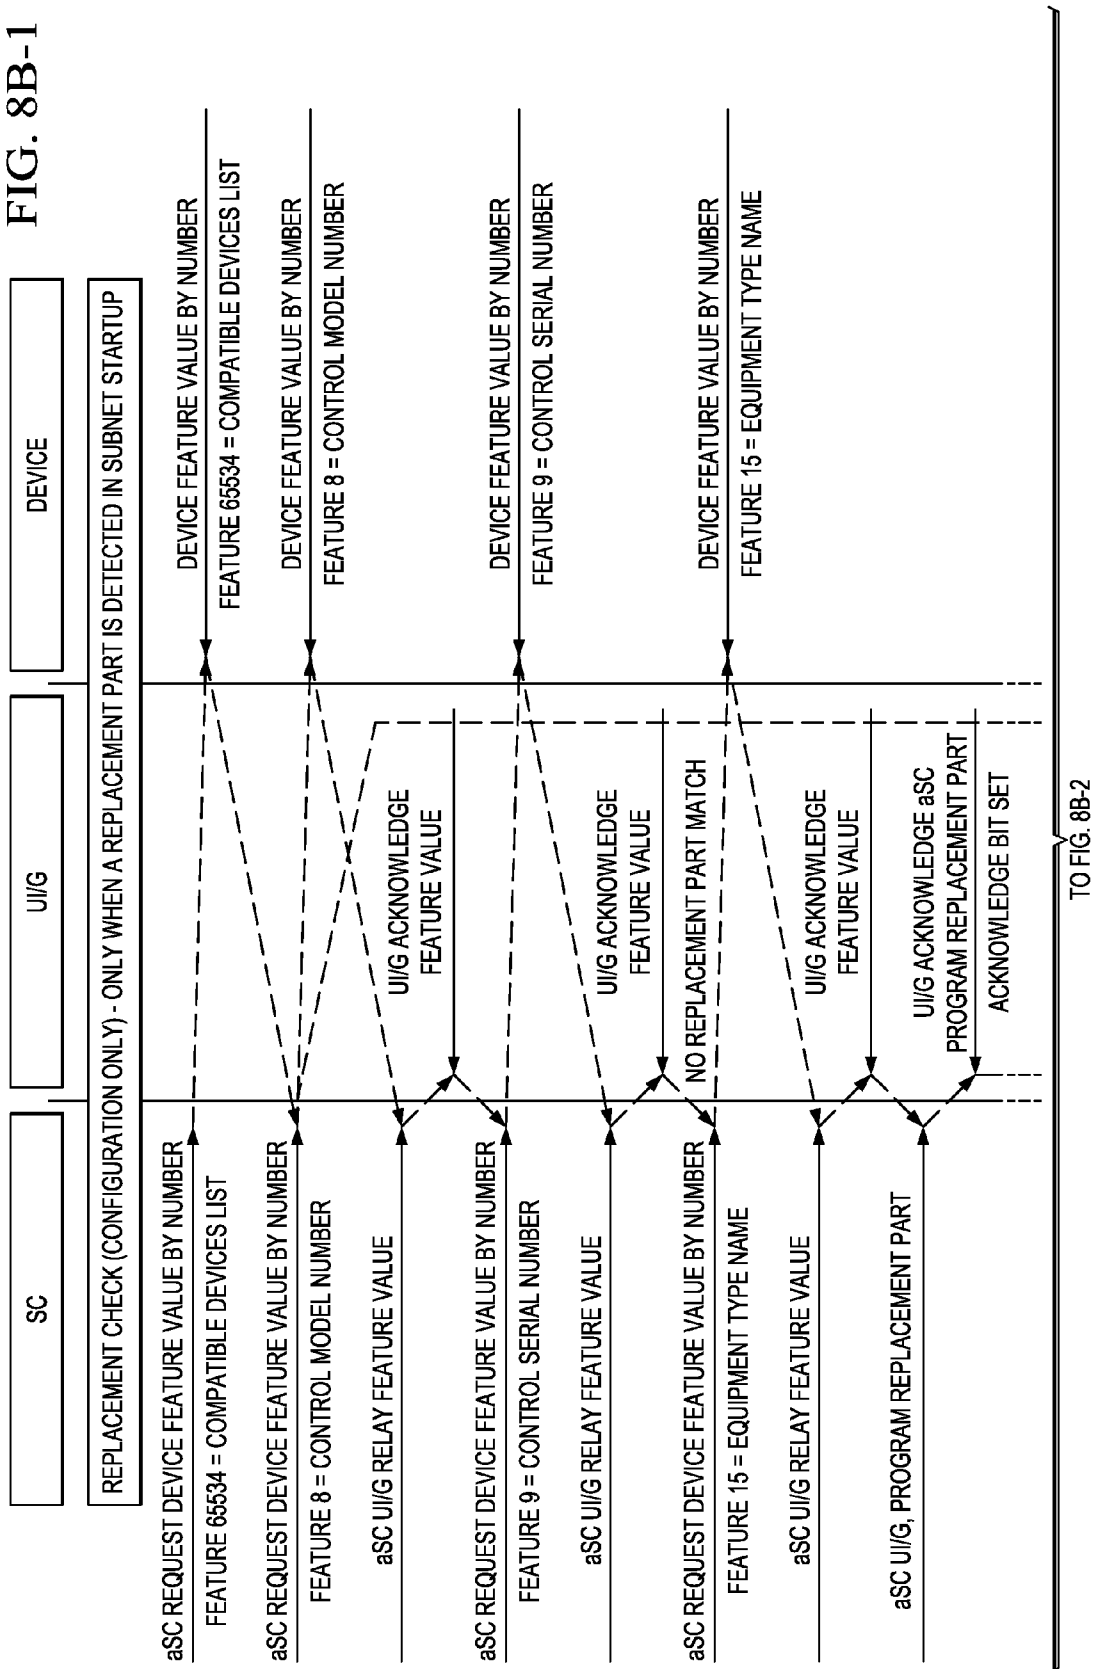 FIG. 8B-1
SC
UI/G
DEVICE
REPLACEMENT CHECK (CONFIGURATION ONLY) - ONLY WHEN A REPLACEMENT PART IS DETECTED IN SUBNET STARTUP
aSC REQUEST DEVICE FEATURE VALUE BY NUMBER
FEATURE 65534 = COMPATIBLE DEVICES LIST
DEVICE FEATURE VALUE BY NUMBER
FEATURE 65534 = COMPATIBLE DEVICES LIST
aSC REQUEST DEVICE FEATURE VALUE BY NUMBER
FEATURE 8 = CONTROL MODEL NUMBER
DEVICE FEATURE VALUE BY NUMBER
FEATURE 8 = CONTROL MODEL NUMBER
aSC UI/G RELAY FEATURE VALUE
UI/G ACKNOWLEDGE
FEATURE VALUE
aSC REQUEST DEVICE FEATURE VALUE BY NUMBER
FEATURE 9 = CONTROL SERIAL NUMBER
DEVICE FEATURE VALUE BY NUMBER
FEATURE 9 = CONTROL SERIAL NUMBER
aSC UI/G RELAY FEATURE VALUE
UI/G ACKNOWLEDGE
FEATURE VALUE
NO REPLACEMENT PART MATCH
aSC REQUEST DEVICE FEATURE VALUE BY NUMBER
FEATURE 15 = EQUIPMENT TYPE NAME
DEVICE FEATURE VALUE BY NUMBER
FEATURE 15 = EQUIPMENT TYPE NAME
aSC UI/G RELAY FEATURE VALUE
UI/G ACKNOWLEDGE
FEATURE VALUE
aSC UI/G, PROGRAM REPLACEMENT PART
UI/G ACKNOWLEDGE aSC
PROGRAM REPLACEMENT PART
ACKNOWLEDGE BIT SET
TO FIG. 8B-2